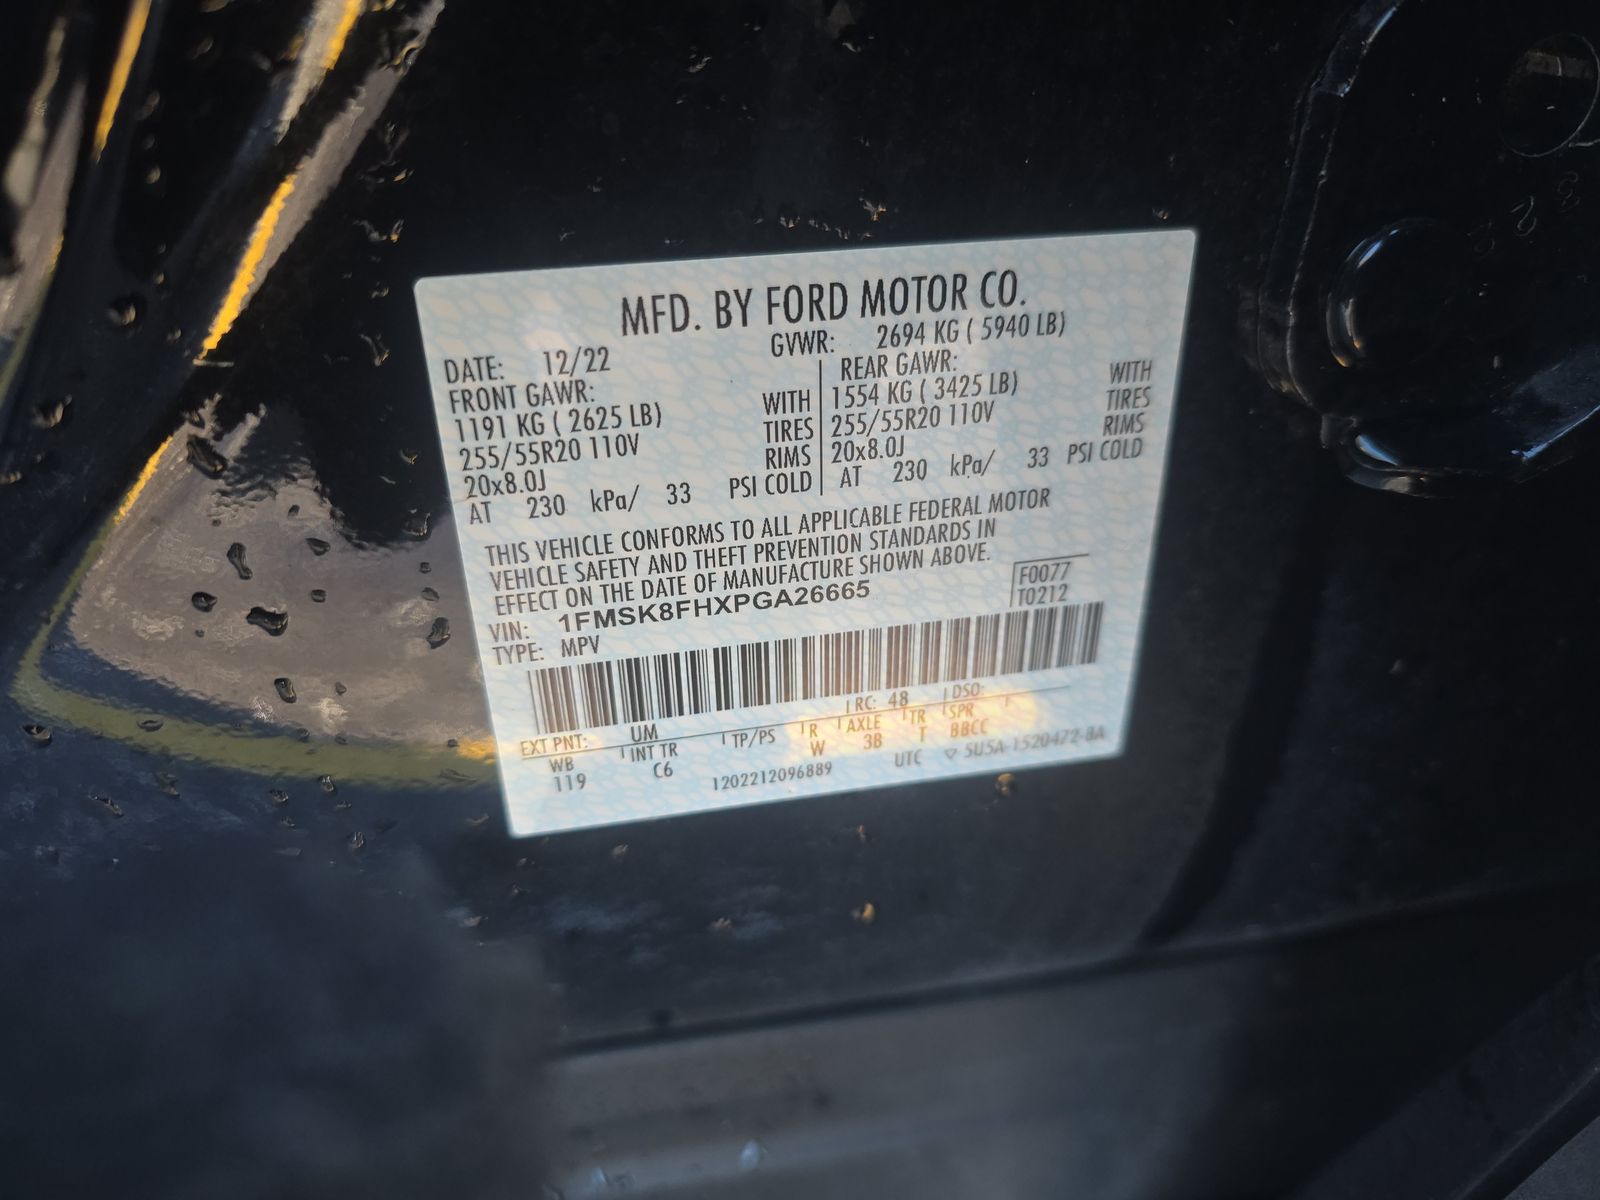 MFD. BY FORD MOTOR CO.
DATE: 12/22 GVWR: 2694 KG ( 5940 LB)
FRONT GAWR: REAR GAWR:
1191 KG ( 2625 LB) WITH 1554 KG ( 3425 LB) WITH
255/55R20 110V TIRES 255/55R20 110V TIRES
20x8.0J RIMS 20x8.0J RIMS
AT 230 kPa/ 33 PSI COLD AT 230 kPa/ 33 PSI COLD
THIS VEHICLE CONFORMS TO ALL APPLICABLE FEDERAL MOTOR
VEHICLE SAFETY AND THEFT PREVENTION STANDARDS IN
EFFECT ON THE DATE OF MANUFACTURE SHOWN ABOVE.
F0077
VIN: 1FMSK8FHXPGA26665
T0212
TYPE: MPV
RC: 48 DSO:
EXT PNT: UM
WB INT TR TP/PS R AXLE TR SPR
119 C6 W 3B T BBCC
1202212096889 UTC ▽ SU5A-1520472-BA